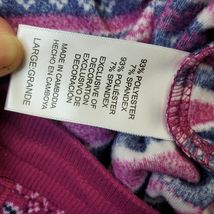 93% POLYESTER
7% SPANDEX
93% POLYESTER
7% SPANDEX
EXCLUSIVE OF
DECORATION
EXCLUSIVO DE
DECORACION
MADE IN CAMBODIA
HECHO EN CAMBOYA
LARGE-GRANDE